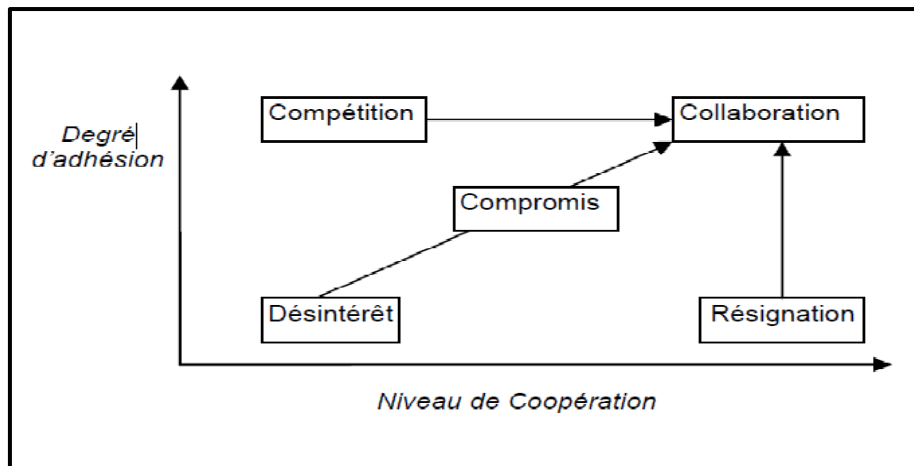 Compétition
Collaboration
Degré
d'adhésion
Compromis
Désintérêt
Résignation
Niveau de Coopération